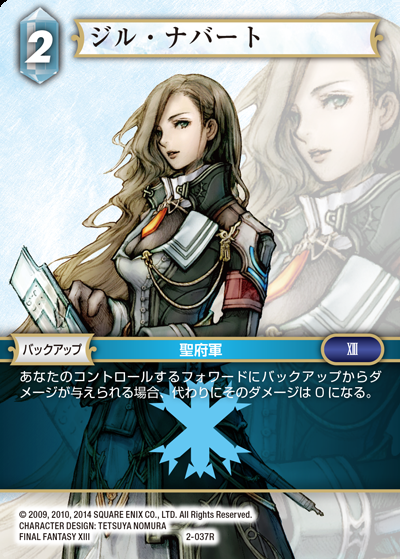 2
ジル・ナバート
バックアップ
聖府軍
XIII
あなたのコントロールするフォワードにバックアップからダ
メージが与えられる場合、代わりにそのダメージは0になる。
© 2009, 2010, 2014 SQUARE ENIX CO., LTD. All Rights Reserved.
CHARACTER DESIGN: TETSUYA NOMURA
FINAL FANTASY XIII
2-037R